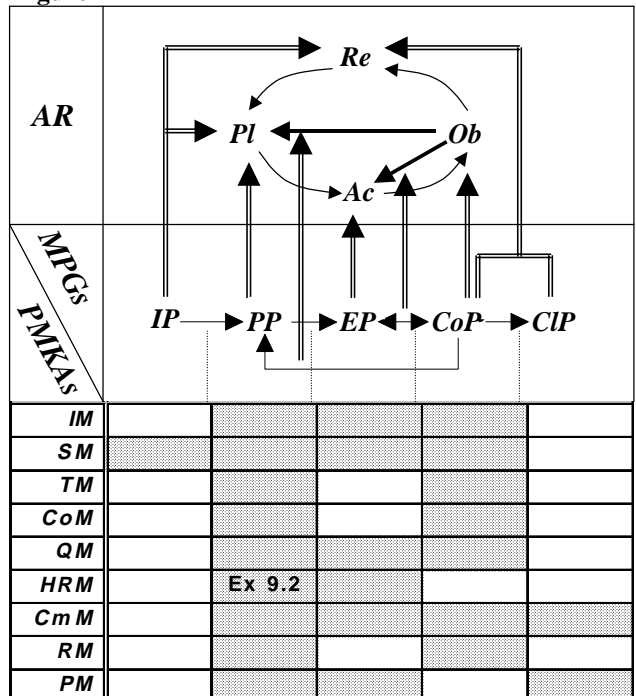 Re
AR
Pl
Ob
Ac
MPGs
PMKAs
IP PP EP CoP ClP
IM
SM
TM
CoM
QM
HRM Ex 9.2
CmM
RM
PM